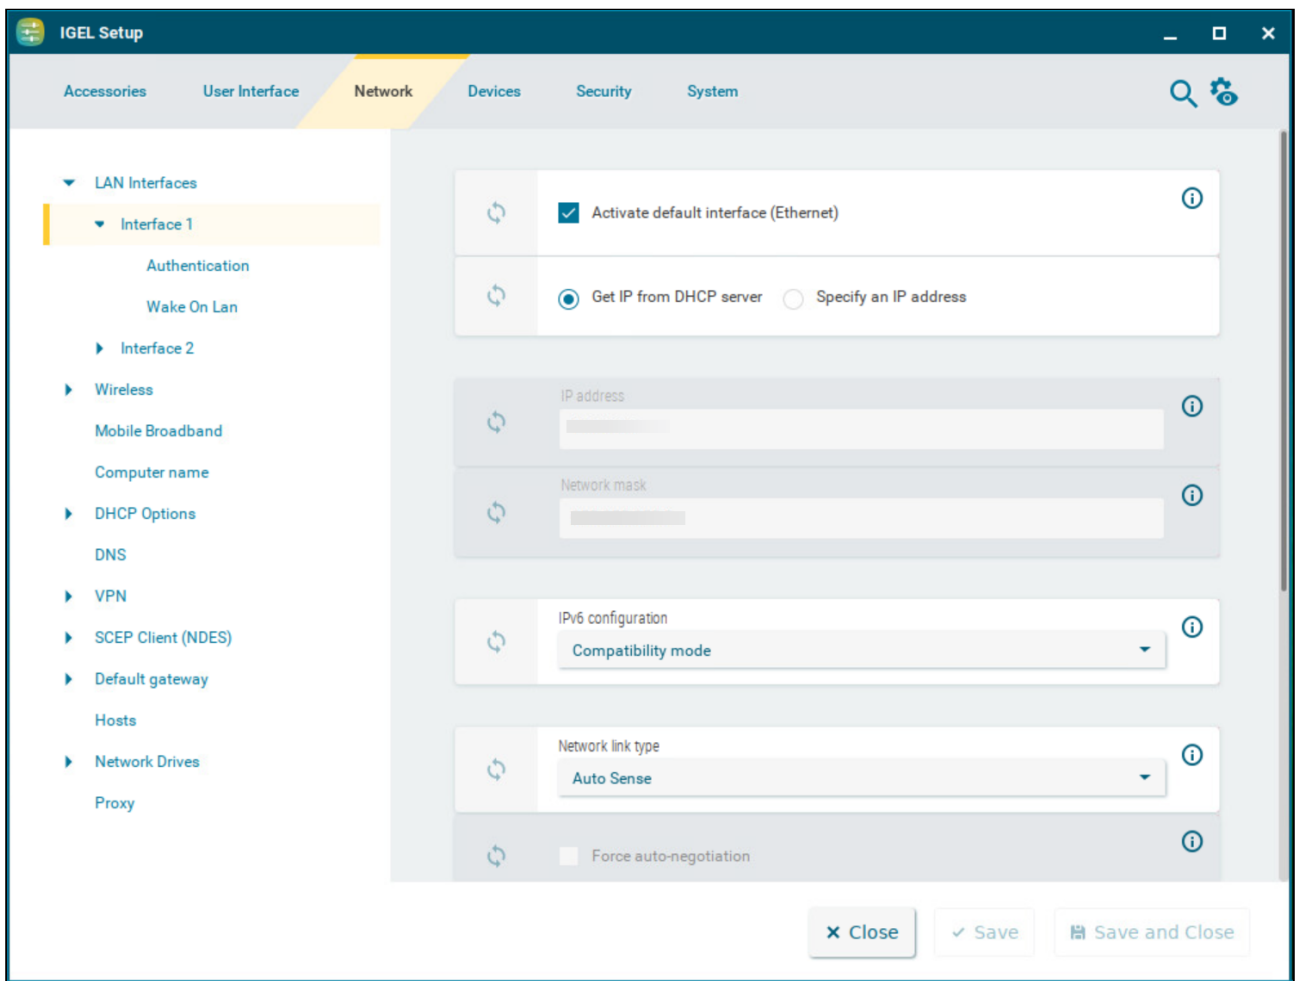 IGEL Setup
Accessories User Interface Network Devices Security System
LAN Interfaces
Interface 1
Authentication
Wake On Lan
Interface 2
Wireless
Mobile Broadband
Computer name
DHCP Options
DNS
VPN
SCEP Client (NDES)
Default gateway
Hosts
Network Drives
Proxy
Activate default interface (Ethernet)
Get IP from DHCP server Specify an IP address
IP address
Network mask
IPv6 configuration
Compatibility mode
Network link type
Auto Sense
Force auto-negotiation
Close Save Save and Close